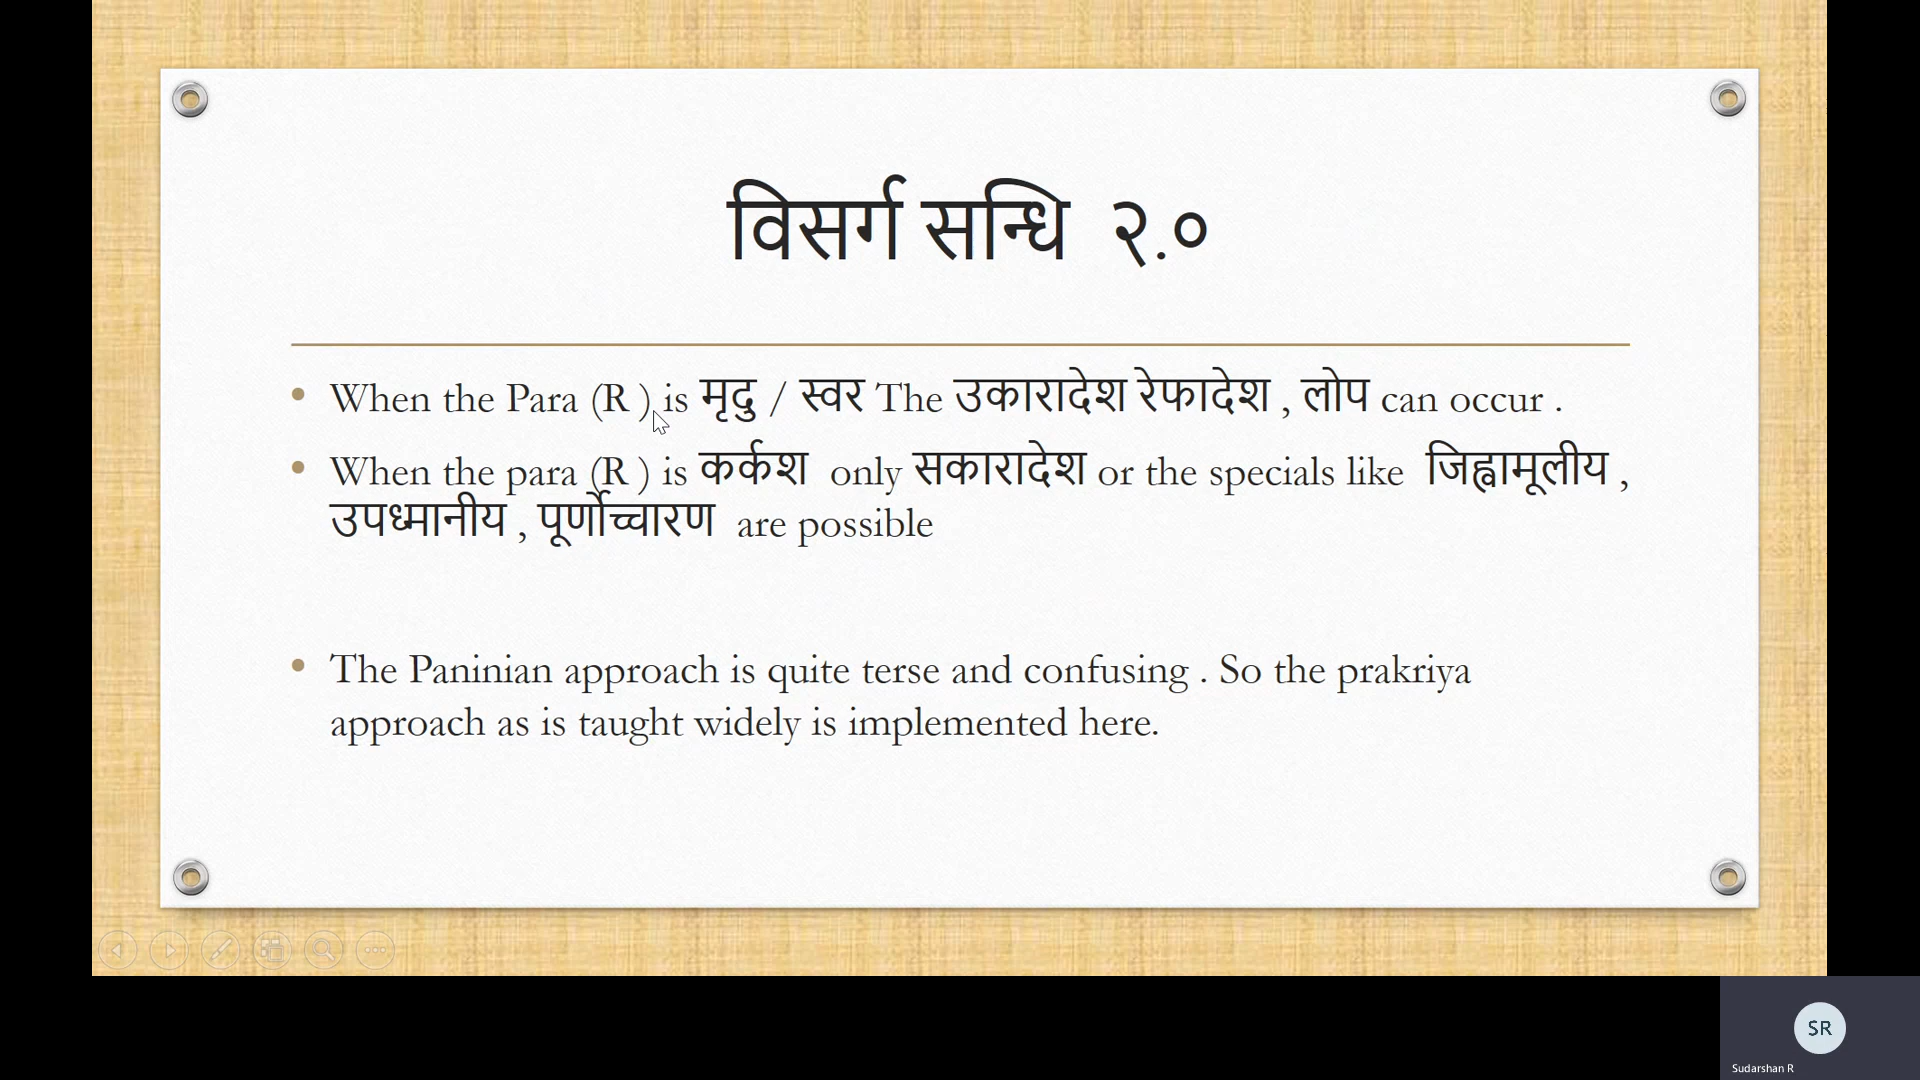 विसर्ग सन्धि २.०
• When the Para (R ) is मृदु / स्वर The उकारादेश रेफादेश , लोप can occur .
• When the para (R ) is कर्कश only सकारादेश or the specials like जिह्वामूलीय ,
उपध्मानीय , पूर्णोच्चारण are possible
• The Paninian approach is quite terse and confusing . So the prakriya
approach as is taught widely is implemented here.
SR
Sudarshan R